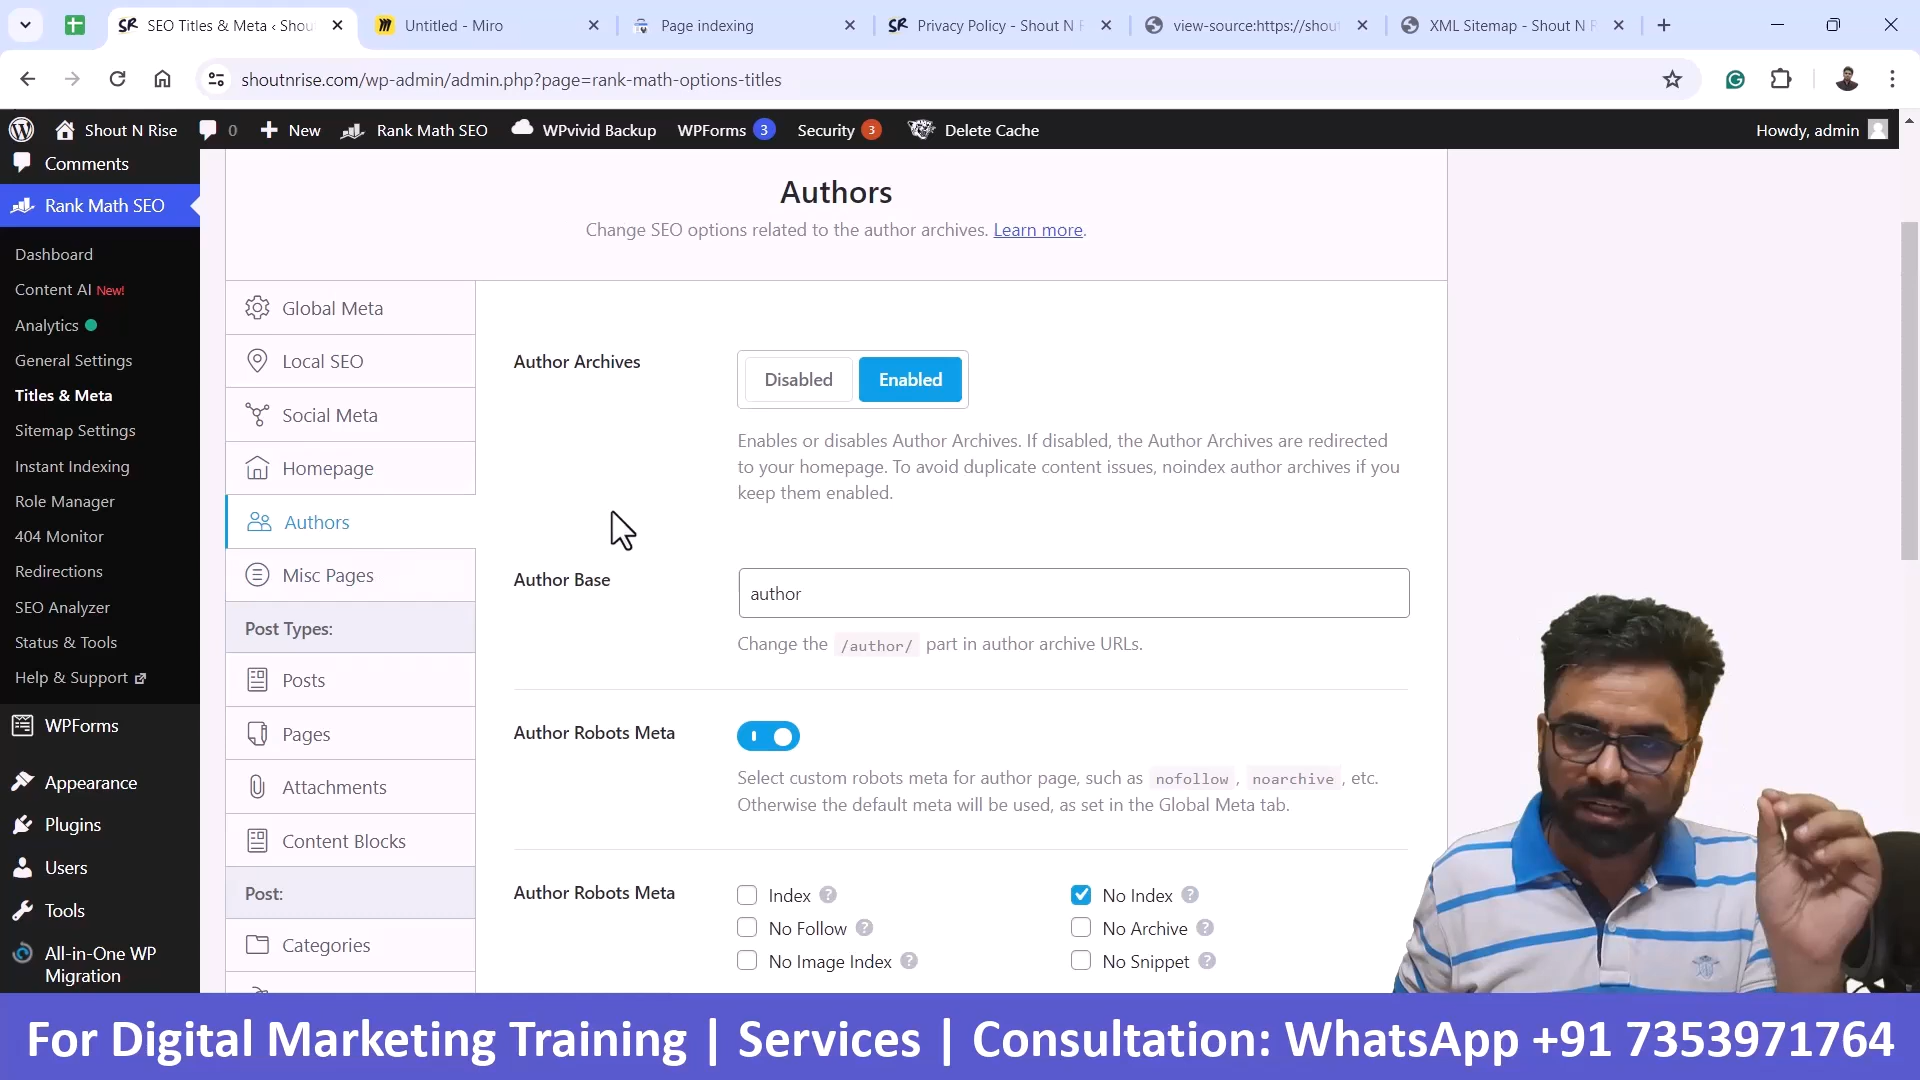 SEO Titles & Meta ‹ Shou
Untitled - Miro
Page indexing
Privacy Policy - Shout N R
view-source:https://shout
XML Sitemap - Shout N R
shoutnrise.com/wp-admin/admin.php?page=rank-math-options-titles
Shout N Rise
0
New
Rank Math SEO
WPvivid Backup
WPForms 3
Security 3
Delete Cache
Howdy, admin
Comments
Rank Math SEO
Dashboard
Content AI New!
Analytics
General Settings
Titles & Meta
Sitemap Settings
Instant Indexing
Role Manager
404 Monitor
Redirections
SEO Analyzer
Status & Tools
Help & Support
WPForms
Appearance
Plugins
Users
Tools
All-in-One WP
Migration
Authors
Change SEO options related to the author archives. Learn more.
Global Meta
Local SEO
Social Meta
Homepage
Authors
Misc Pages
Post Types:
Posts
Pages
Attachments
Content Blocks
Post:
Categories
Author Archives
Disabled
Enabled
Enables or disables Author Archives. If disabled, the Author Archives are redirected
to your homepage. To avoid duplicate content issues, noindex author archives if you
keep them enabled.
Author Base
author
Change the /author/ part in author archive URLs.
Author Robots Meta
Select custom robots meta for author page, such as nofollow, noarchive, etc.
Otherwise the default meta will be used, as set in the Global Meta tab.
Author Robots Meta
Index ?
No Index ?
No Follow ?
No Archive ?
No Image Index ?
No Snippet ?
For Digital Marketing Training | Services | Consultation: WhatsApp +91 7353971764